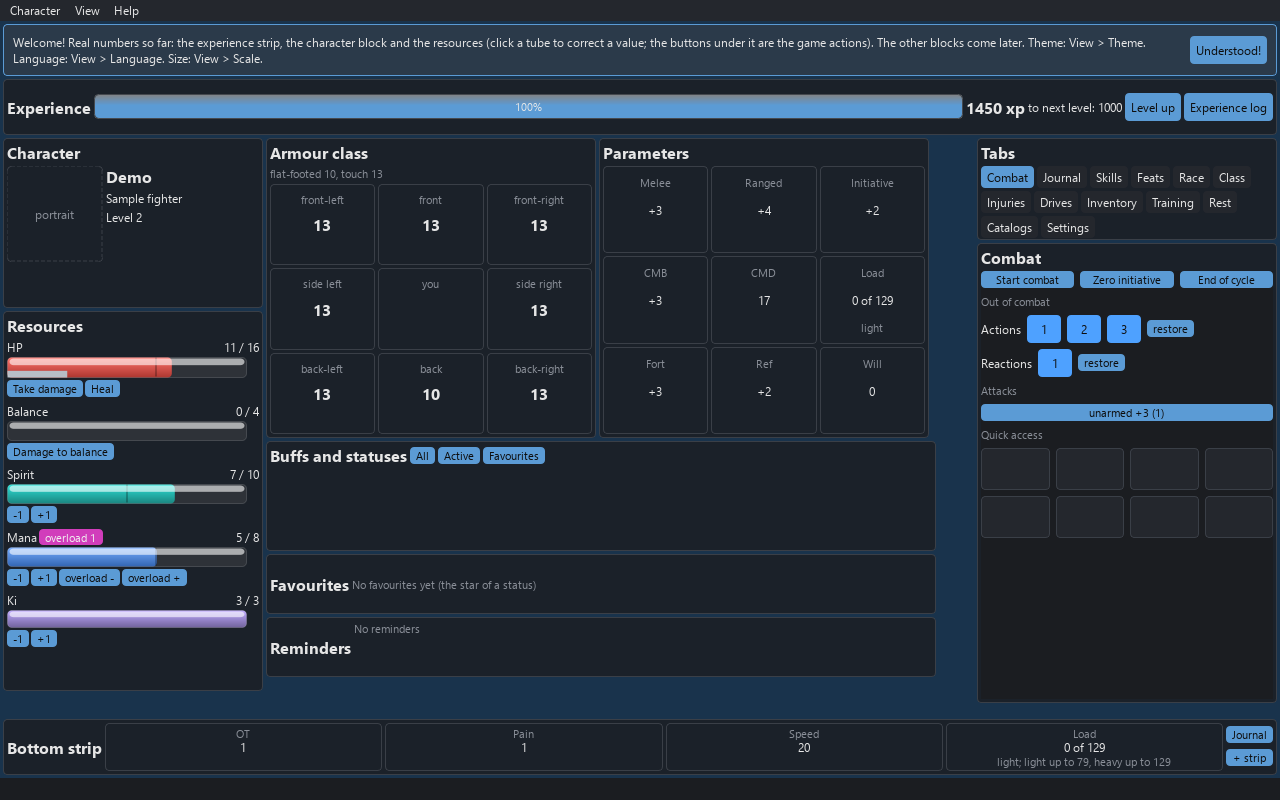 Character View Help
Welcome! Real numbers so far: the experience strip, the character block and the resources (click a tube to correct a value; the buttons under it are the game actions). The other blocks come later. Theme: View > Theme.
Language: View > Language. Size: View > Scale.
Understood!
Experience 100% 1450 xp to next level: 1000 Level up Experience log
Character
portrait
Demo
Sample fighter
Level 2
Resources
HP 11 / 16
Take damage Heal
Balance 0 / 4
Damage to balance
Spirit 7 / 10
-1 +1
Mana overload 1 5 / 8
-1 +1 overload - overload +
Ki 3 / 3
-1 +1
Armour class
flat-footed 10, touch 13
front-left front front-right
13 13 13
side left you side right
13 13
back-left back back-right
13 10 13
Parameters
Melee Ranged Initiative
+3 +4 +2
CMB CMD Load
+3 17 0 of 129
light
Fort Ref Will
+3 +2 0
Buffs and statuses All Active Favourites
Favourites No favourites yet (the star of a status)
No reminders
Reminders
Tabs
Combat Journal Skills Feats Race Class
Injuries Drives Inventory Training Rest
Catalogs Settings
Combat
Start combat Zero initiative End of cycle
Out of combat
Actions 1 2 3 restore
Reactions 1 restore
Attacks
unarmed +3 (1)
Quick access
Bottom strip
OT
1
Pain
1
Speed
20
Load
0 of 129
light; light up to 79, heavy up to 129
Journal
+ strip